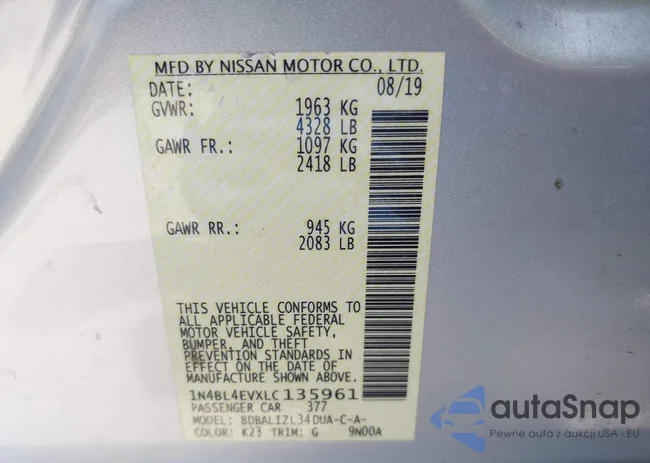 MFD BY NISSAN MOTOR CO., LTD.
DATE: 08/19
GVWR: 1963 KG
4328 LB
GAWR FR.: 1097 KG
2418 LB
GAWR RR.: 945 KG
2083 LB
THIS VEHICLE CONFORMS TO
ALL APPLICABLE FEDERAL
MOTOR VEHICLE SAFETY,
BUMPER, AND THEFT
PREVENTION STANDARDS IN
EFFECT ON THE DATE OF
MANUFACTURE SHOWN ABOVE.
1N4BL4EVXLC135961
PASSENGER CAR 377
MODEL: BDBALIZL34DUA-C-A-
COLOR: K23 TRIM: G 9N00A
autoSnap
Pewne auta z aukcji USA i EU